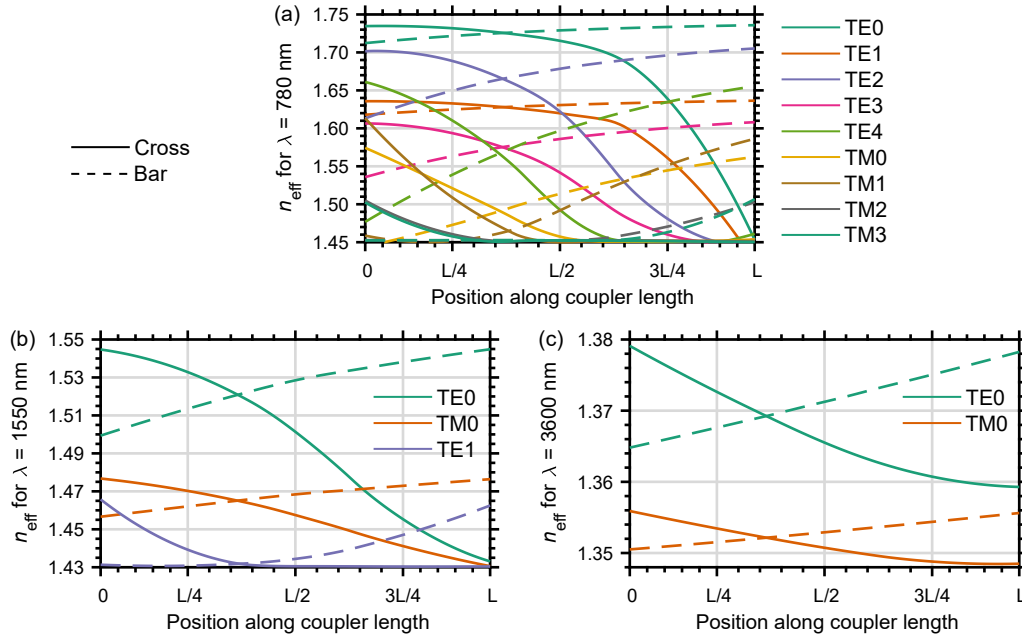 (a)
1.75
1.70
1.65
1.60
1.55
1.50
1.45
n_eff for λ = 780 nm
0
L/4
L/2
3L/4
L
Position along coupler length
TE0
TE1
TE2
TE3
TE4
TM0
TM1
TM2
TM3
Cross
Bar
(b)
1.55
1.53
1.51
1.49
1.47
1.45
1.43
n_eff for λ = 1550 nm
TE0
TM0
TE1
0
L/4
L/2
3L/4
L
Position along coupler length
(c)
1.38
1.37
1.36
1.35
n_eff for λ = 3600 nm
TE0
TM0
0
L/4
L/2
3L/4
L
Position along coupler length